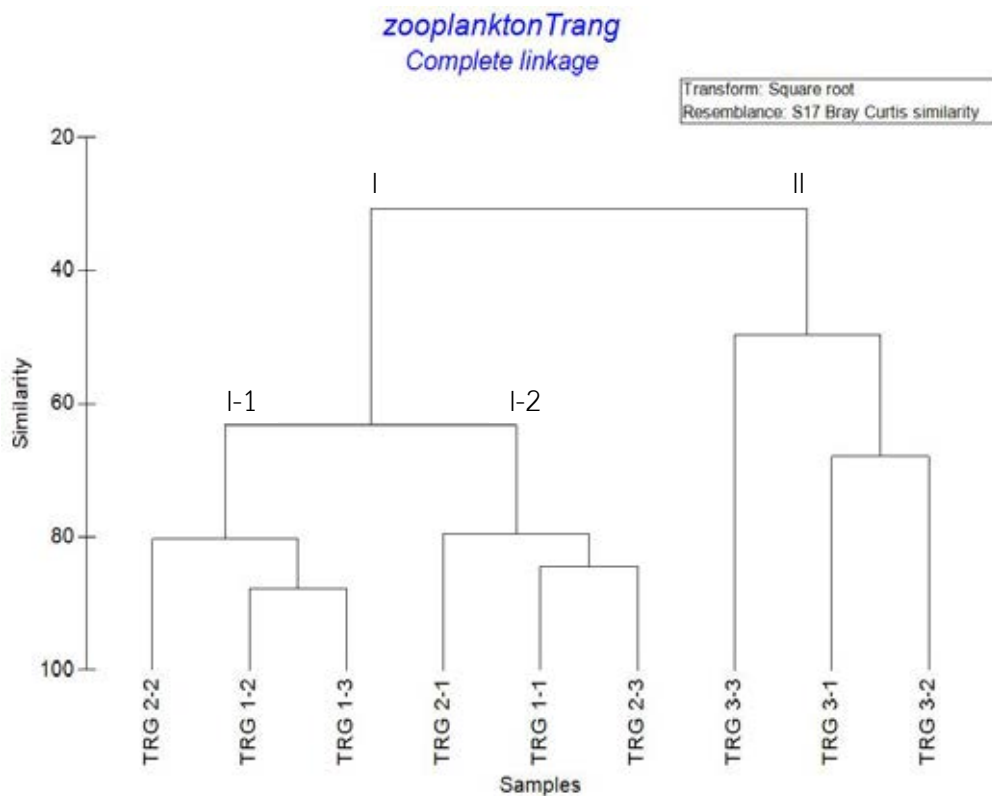 zooplanktonTrang
Complete linkage
Transform: Square root
Resemblance: S17 Bray Curtis similarity
20
I
II
40
Similarity
60
I-1
I-2
80
100
TRG 2-2
TRG 1-2
TRG 1-3
TRG 2-1
TRG 1-1
TRG 2-3
TRG 3-3
TRG 3-1
TRG 3-2
Samples